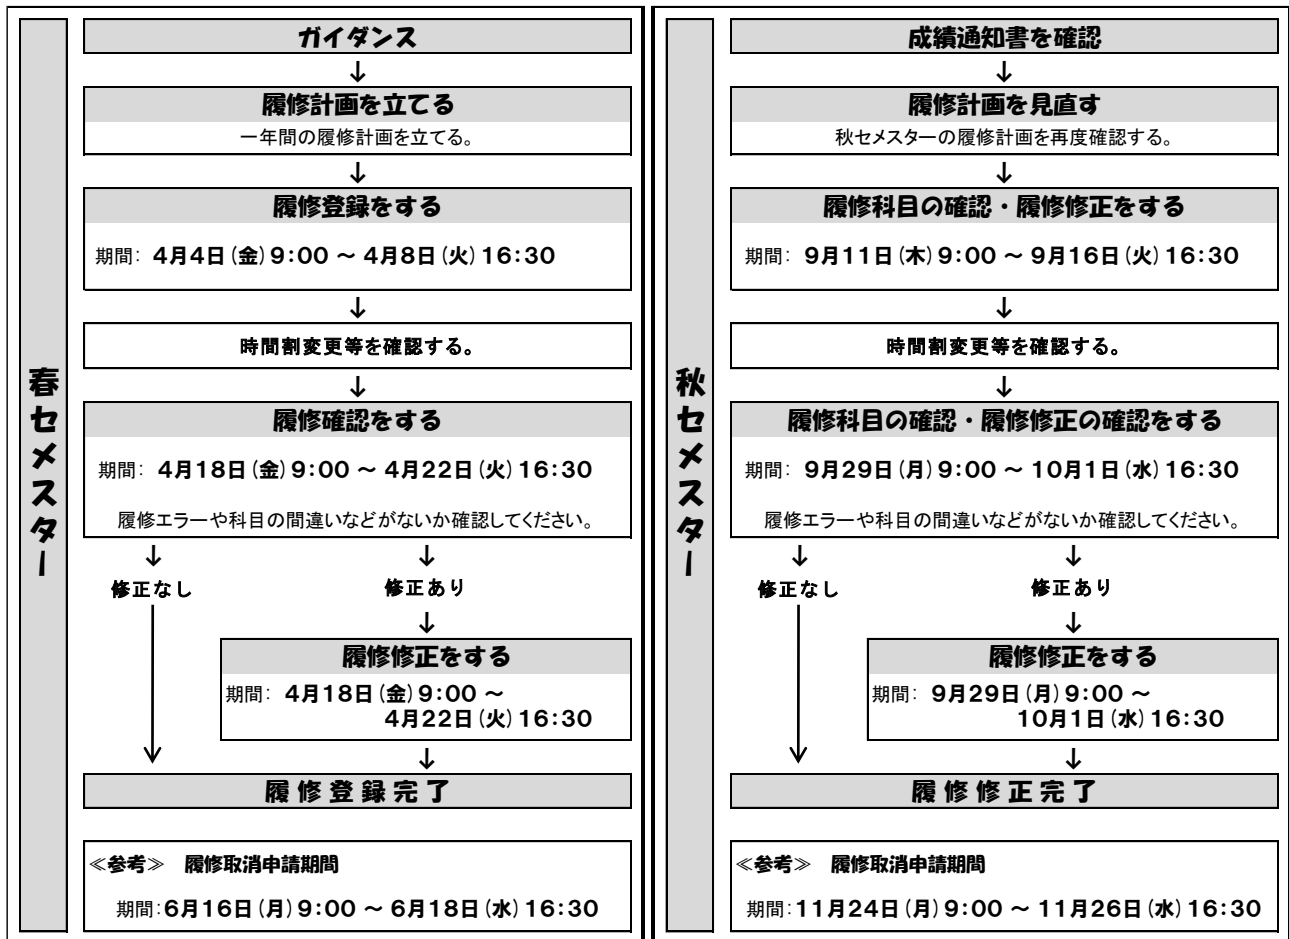 春セメスター
ガイダンス
↓
履修計画を立てる
一年間の履修計画を立てる。
↓
履修登録をする
期間： 4月4日（金）9：00 ～ 4月8日（火）16：30
↓
時間割変更等を確認する。
↓
履修確認をする
期間： 4月18日（金）9：00 ～ 4月22日（火）16：30
履修エラーや科目の間違いなどがないか確認してください。
↓ ↓
修正なし 修正あり
↓
履修修正をする
期間： 4月18日（金）9：00 ～
4月22日（火）16：30
↓
履修登録完了
≪参考≫ 履修取消申請期間
期間：6月16日（月）9：00 ～ 6月18日（水）16：30
秋セメスター
成績通知書を確認
↓
履修計画を見直す
秋セメスターの履修計画を再度確認する。
↓
履修科目の確認・履修修正をする
期間： 9月11日（木）9：00 ～ 9月16日（火）16：30
↓
時間割変更等を確認する。
↓
履修科目の確認・履修修正の確認をする
期間： 9月29日（月）9：00 ～ 10月1日（水）16：30
履修エラーや科目の間違いなどがないか確認してください。
↓ ↓
修正なし 修正あり
↓
履修修正をする
期間： 9月29日（月）9：00 ～
10月1日（水）16：30
↓
履修修正完了
≪参考≫ 履修取消申請期間
期間：11月24日（月）9：00 ～ 11月26日（水）16：30